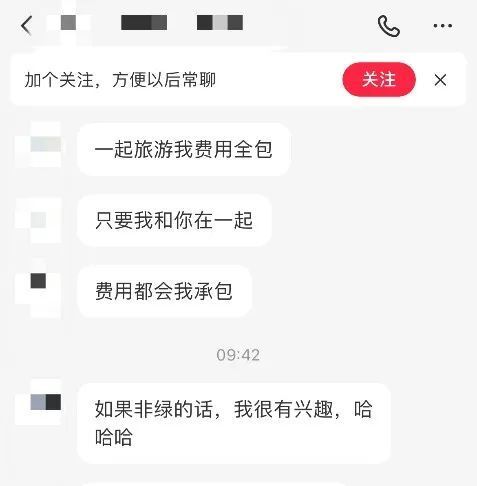 加个关注，方便以后常聊
关注
一起旅游我费用全包
只要我和你在一起
费用都会我承包
09:42
如果非绿的话，我很有兴趣，哈
哈哈哈